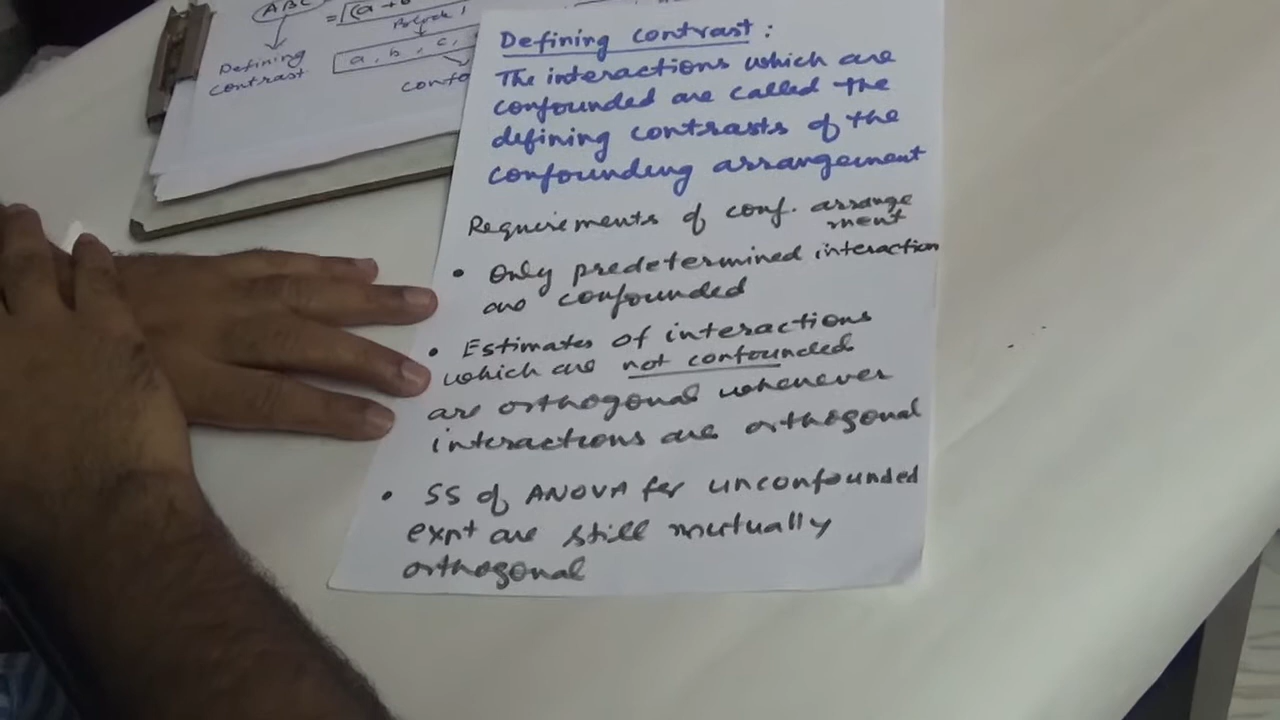 ABC
Defining
contrast
Block 1
a, b, c,
Defining contrast :
The interactions which are
confounded are called the
defining contrasts of the
confounding arrangement
Requirements of conf. arrange
ment
• Only predetermined interaction
are confounded
• Estimates of interactions
which are not confounded
are orthogonal whenever
interactions are orthogonal
• SS of ANOVA for unconfounded
expt are still mutually
orthogonal